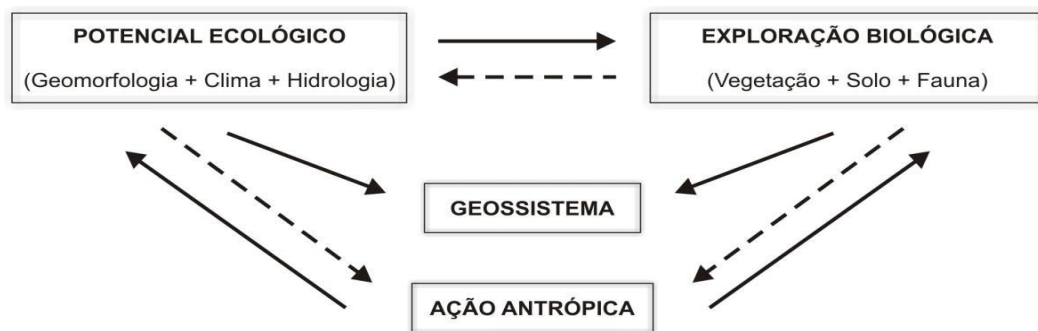 POTENCIAL ECOLÓGICO
(Geomorfologia + Clima + Hidrologia)
EXPLORAÇÃO BIOLÓGICA
(Vegetação + Solo + Fauna)
GEOSSISTEMA
AÇÃO ANTRÓPICA